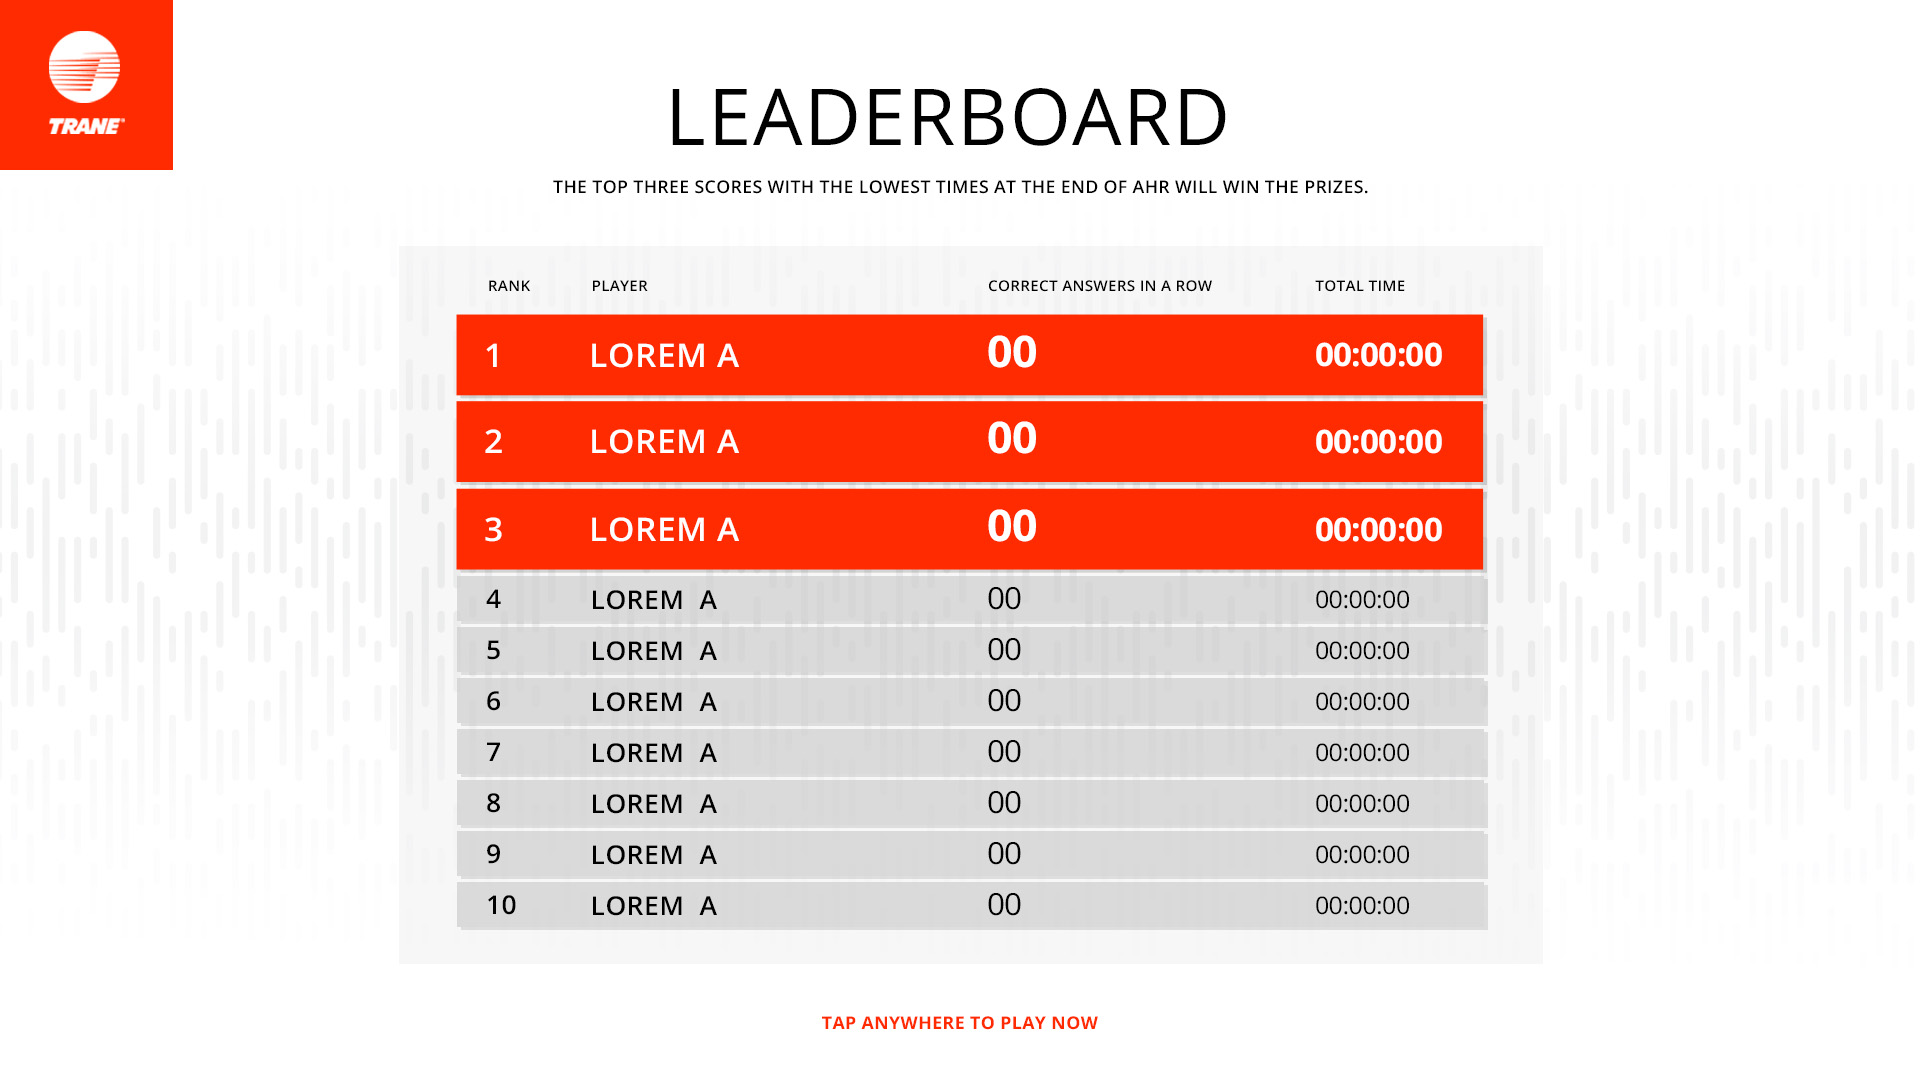 TRANE®
LEADERBOARD
THE TOP THREE SCORES WITH THE LOWEST TIMES AT THE END OF AHR WILL WIN THE PRIZES.
RANK PLAYER CORRECT ANSWERS IN A ROW TOTAL TIME
1 LOREM A 00 00:00:00
2 LOREM A 00 00:00:00
3 LOREM A 00 00:00:00
4 LOREM A 00 00:00:00
5 LOREM A 00 00:00:00
6 LOREM A 00 00:00:00
7 LOREM A 00 00:00:00
8 LOREM A 00 00:00:00
9 LOREM A 00 00:00:00
10 LOREM A 00 00:00:00
TAP ANYWHERE TO PLAY NOW